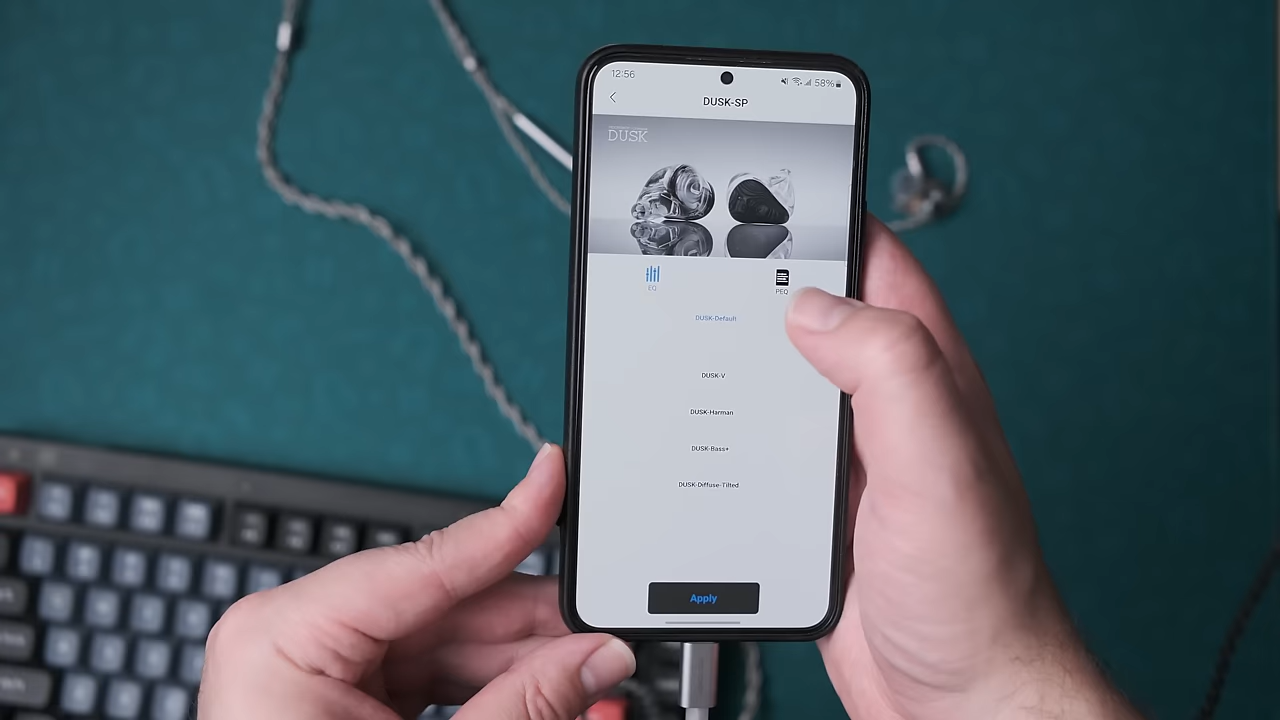 12:56
58%
DUSK-SP
DUSK
EQ
PEQ
DUSK-Default
DUSK-V
DUSK-Harman
DUSK-Bass+
DUSK-Diffuse-Tilted
Apply